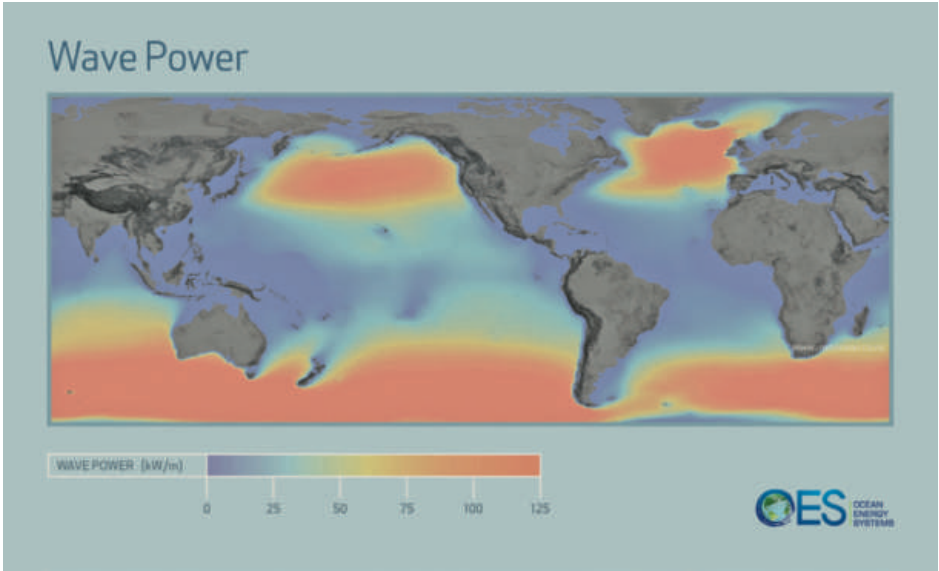 Wave Power
WAVE POWER (kW/m)
0 25 50 75 100 125
OES
OCEAN
ENERGY
SYSTEMS